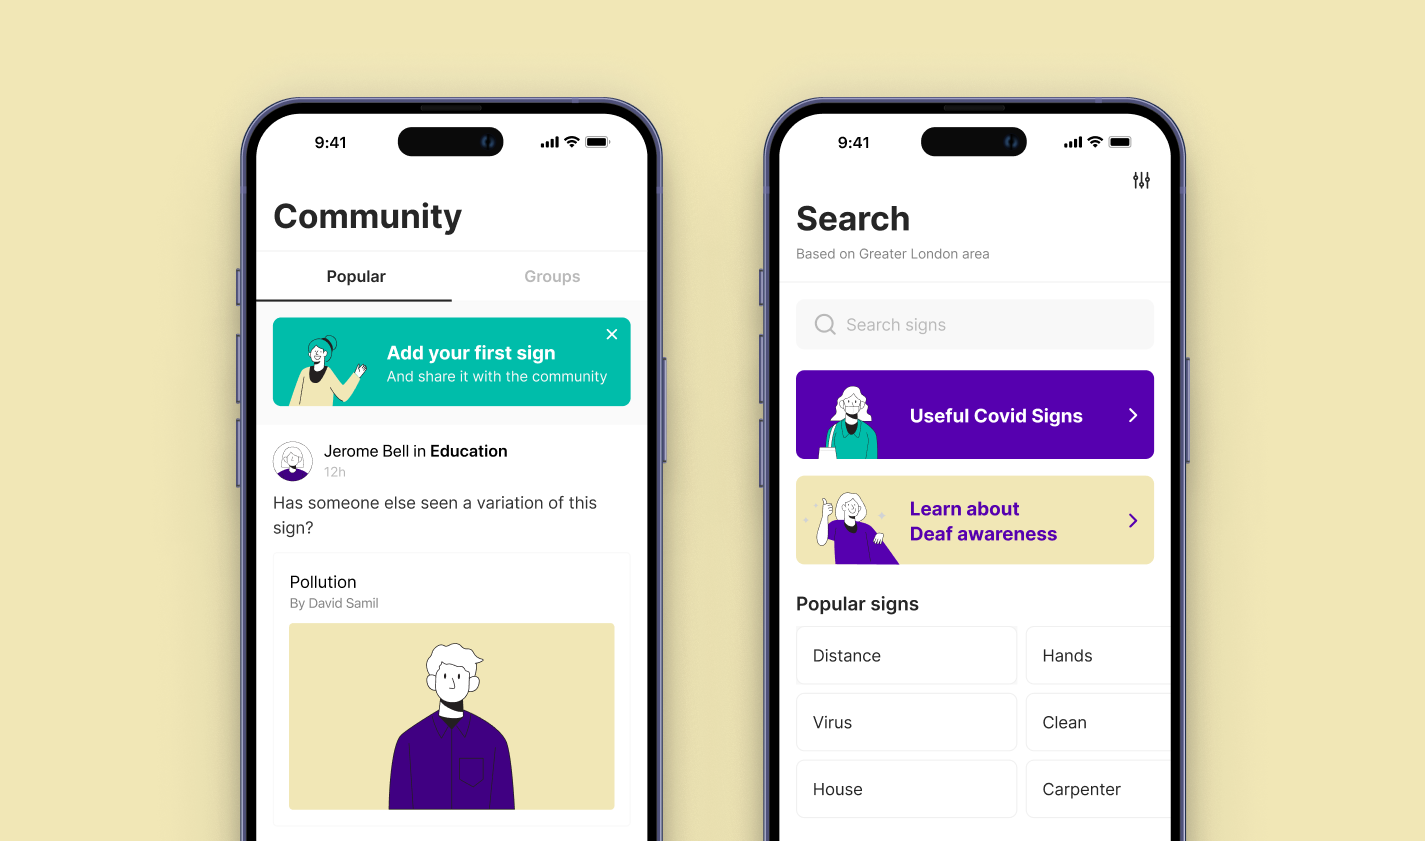 9:41
Community
Popular
Groups
Add your first sign
And share it with the community
Jerome Bell in Education
12h
Has someone else seen a variation of this
sign?
Pollution
By David Samil
9:41
Search
Based on Greater London area
Search signs
Useful Covid Signs
Learn about
Deaf awareness
Popular signs
Distance
Hands
Virus
Clean
House
Carpenter